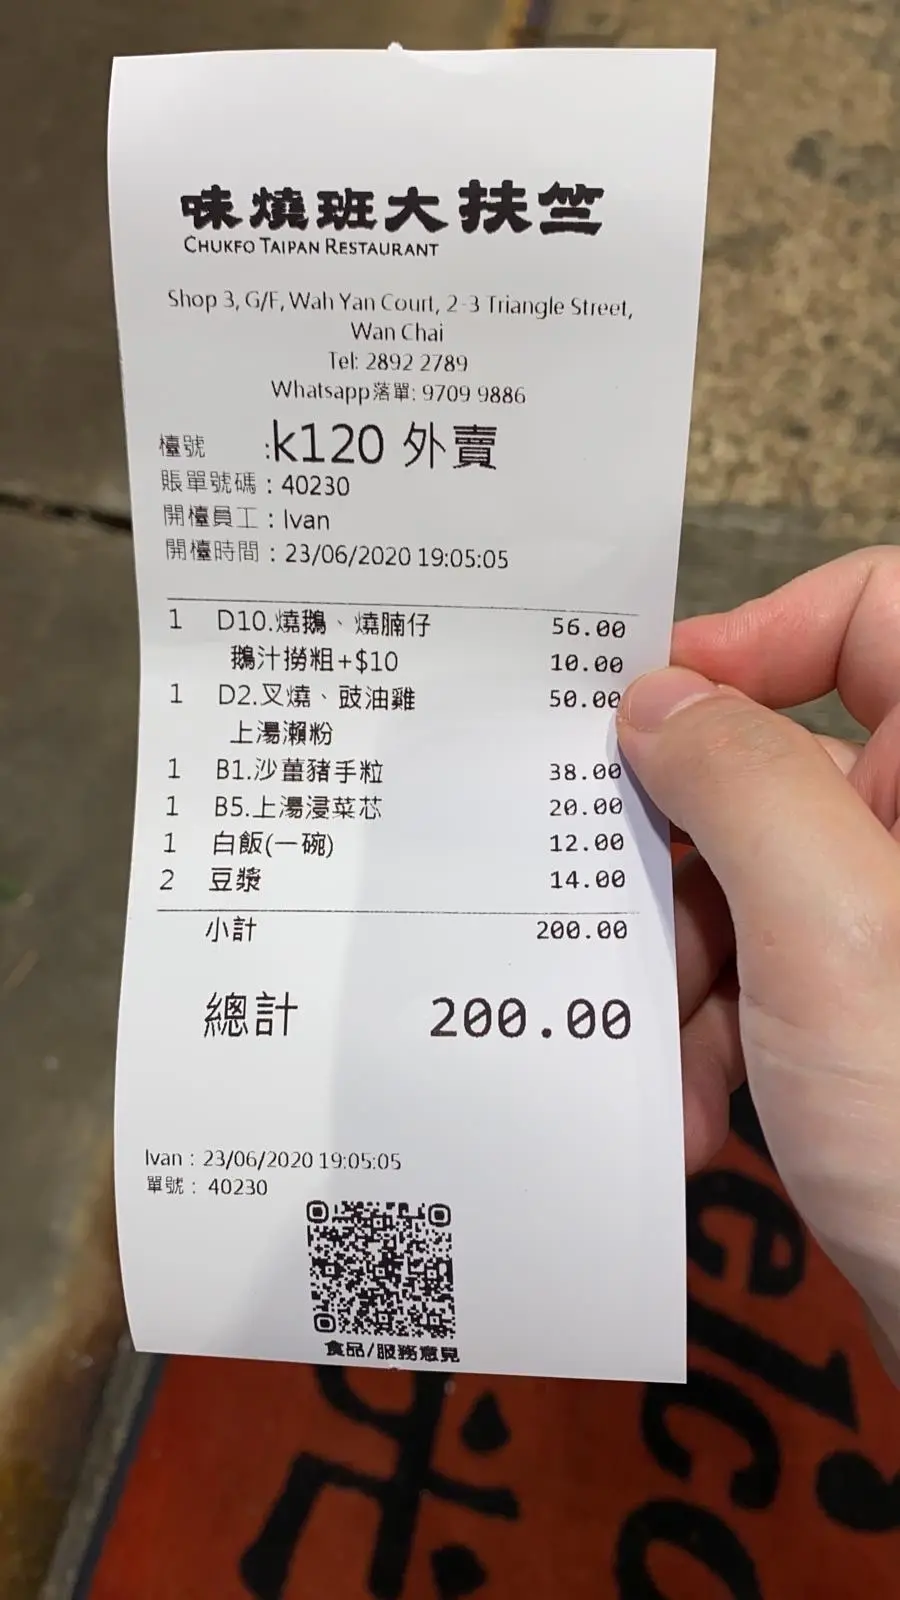 味燒班大扶竺
CHUKFO TAIPAN RESTAURANT
Shop 3, G/F, Wah Yan Court, 2-3 Triangle Street,
Wan Chai
Tel: 2892 2789
Whatsapp落單: 9709 9886
檯號 :k120 外賣
賬單號碼 : 40230
開檯員工 : Ivan
開檯時間 : 23/06/2020 19:05:05
1 D10.燒鵝、燒腩仔 56.00
鵝汁撈粗+$10 10.00
1 D2.叉燒、豉油雞 50.00
上湯瀨粉
1 B1.沙薑豬手粒 38.00
1 B5.上湯浸菜芯 20.00
1 白飯(一碗) 12.00
2 豆漿 14.00
小計 200.00
總計 200.00
Ivan : 23/06/2020 19:05:05
單號 : 40230
食品/服務意見